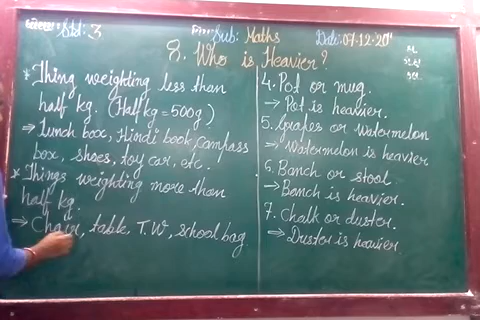 Std: 3
Sub: Maths
Date: 07-12-20
8. Who is Heavier?
* Thing weighting less than
half kg. (Half kg = 500g)
→ Lunch box, Hindi book, Compass
box, shoes, toy car, etc.
* Things weighting more than
half kg.
→ Chair, table, T.W, school bag
4. Pot or mug.
→ Pot is heavier.
5. Grapes or watermelon
→ Watermelon is heavier
6. Banch or stool.
→ Bench is heavier.
7. Chalk or duster.
→ Duster is heavier